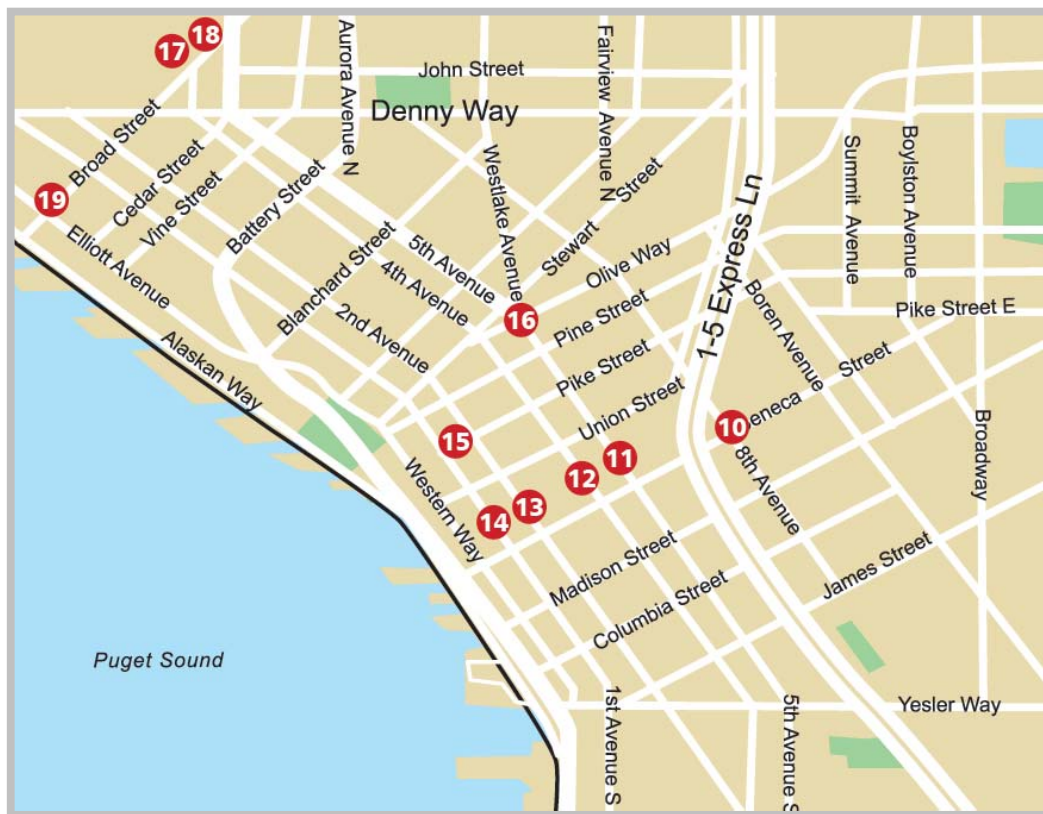 18
17
Aurora Avenue N
Fairview Avenue N
John Street
Denny Way
Broad Street
Cedar Street
Vine Street
Battery Street
Westlake Avenue
Stewart Street
Summit Avenue
Boylston Avenue
19
Elliott Avenue
Blanchard Street
5th Avenue
4th Avenue
2nd Avenue
Olive Way
1-5 Express Ln
Boren Avenue
Pike Street E
16
Pine Street
Pike Street
Alaskan Way
Union Street
10
eneca Street
15
11
12
8th Avenue
Broadway
Western Way
14
13
Madison Street
James Street
Columbia Street
Puget Sound
1st Avenue S
5th Avenue S
Yesler Way